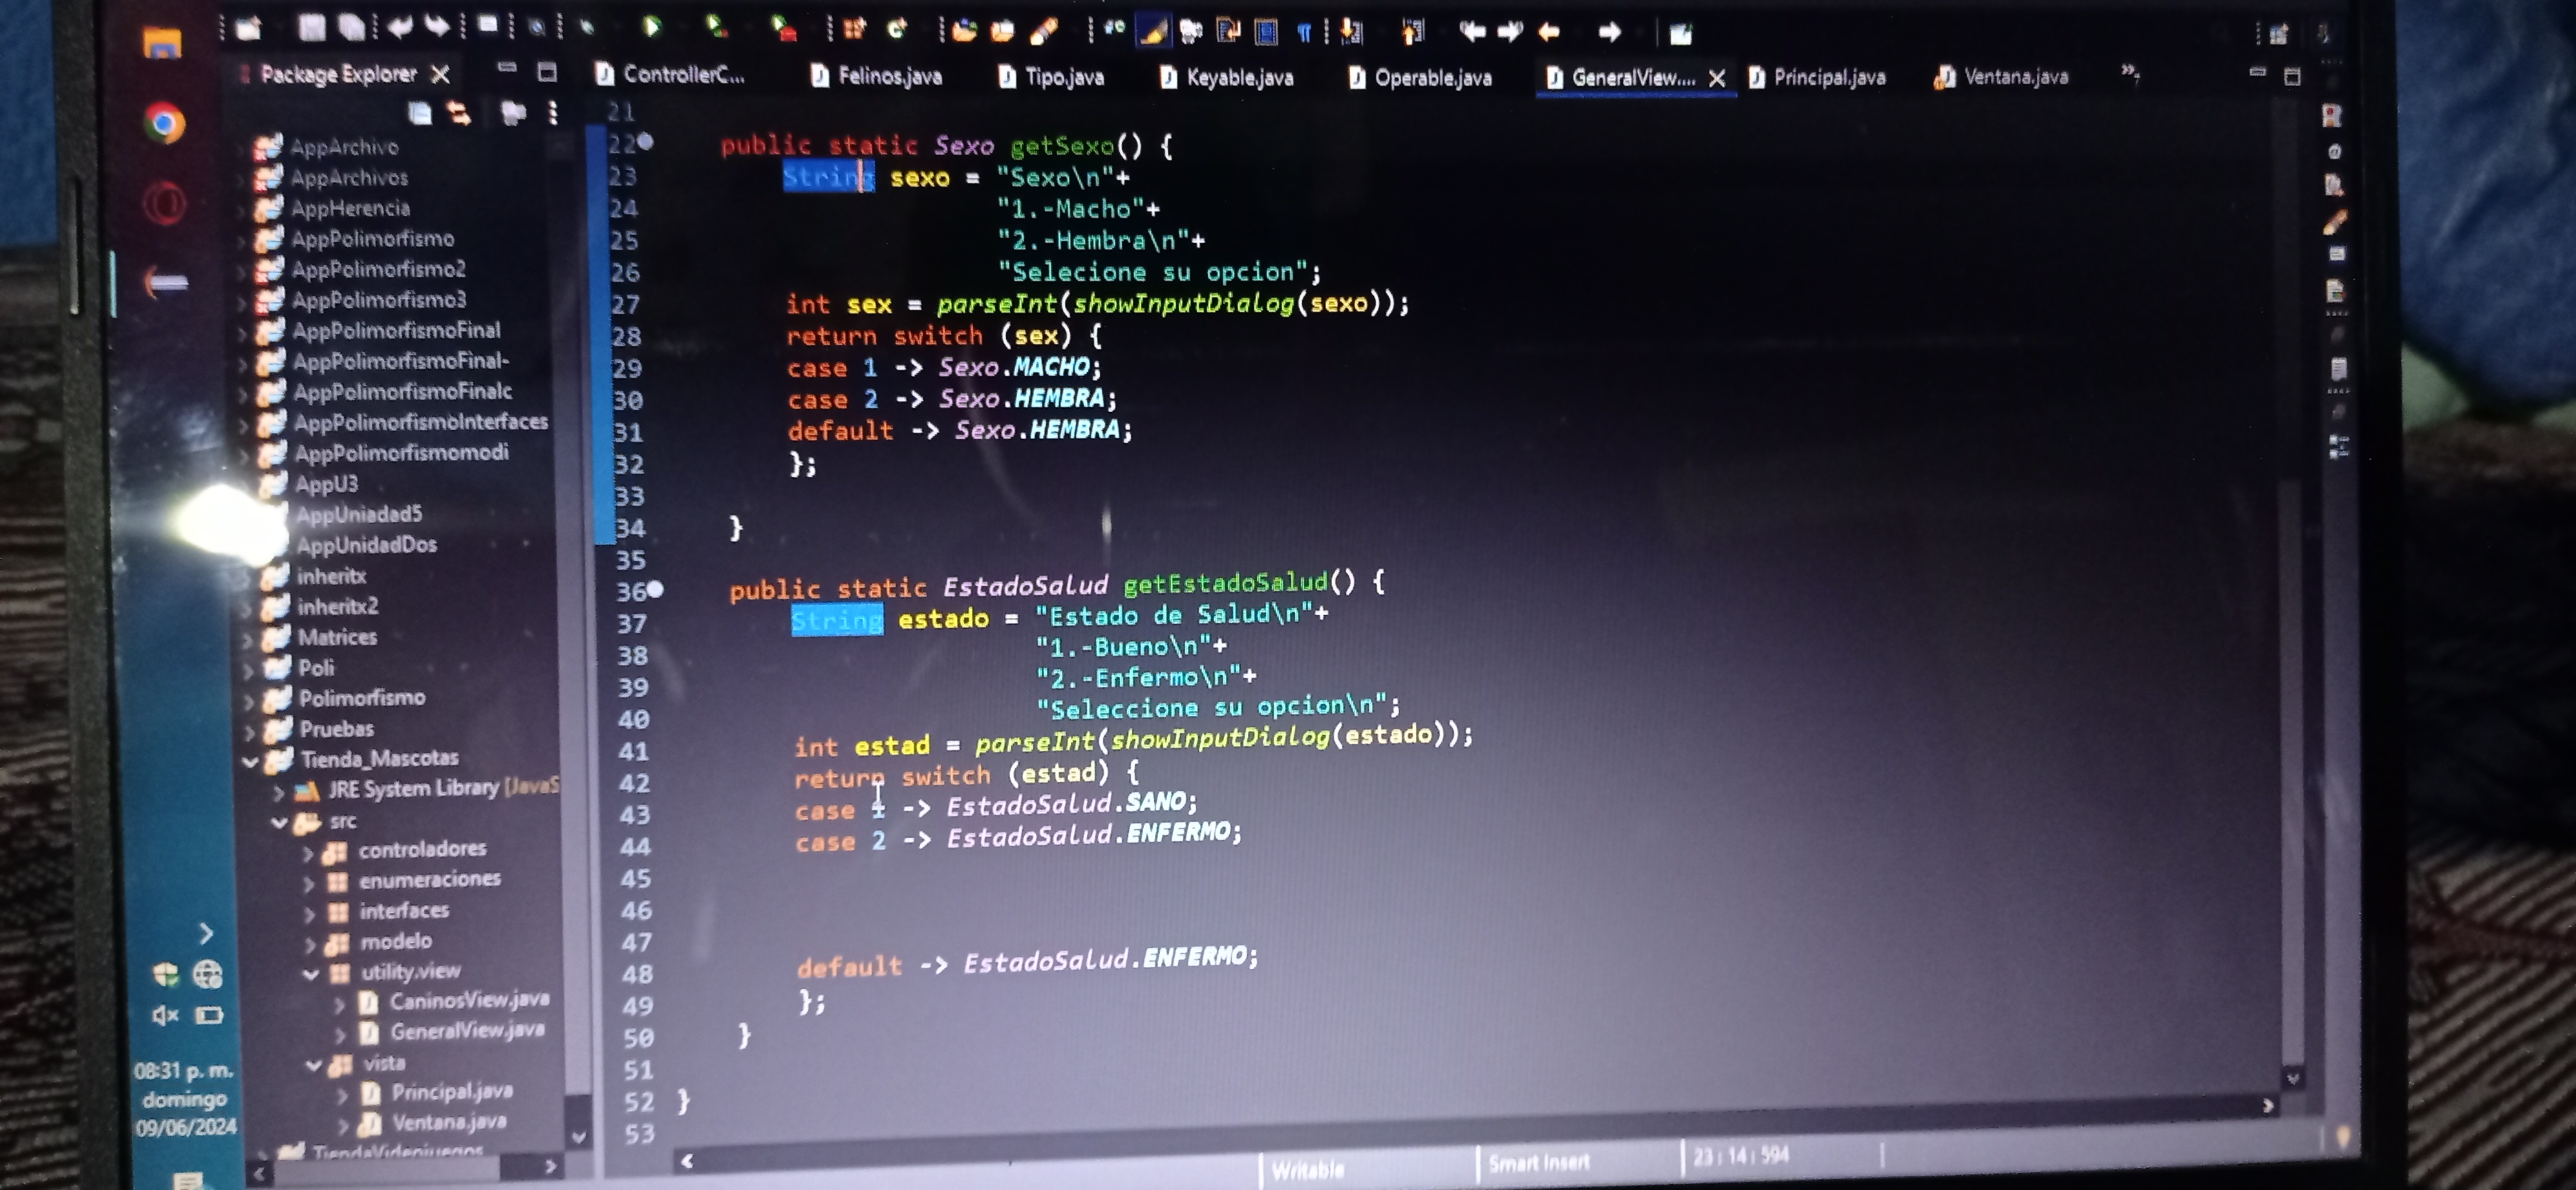 Package Explorer
ControllerC...
Felinos.java
Tipo.java
Keyable.java
Operable.java
GeneralView....
Principal.java
Ventana.java
AppArchivo
AppArchivos
AppHerencia
AppPolimorfismo
AppPolimorfismo2
AppPolimorfismo3
AppPolimorfismoFinal
AppPolimorfismoFinal-
AppPolimorfismoFinalc
AppPolimorfismoInterfaces
AppPolimorfismomodi
AppU3
AppUniadad5
AppUnidadDos
inheritx
inheritx2
Matrices
Poli
Polimorfismo
Pruebas
Tienda_Mascotas
JRE System Library [JavaS
src
controladores
enumeraciones
interfaces
modelo
utility.view
CaninosView.java
GeneralView.java
vista
Principal.java
Ventana.java
21
22 public static Sexo getSexo() {
23 String sexo = "Sexo\n"+
24 "1.-Macho"+
25 "2.-Hembra\n"+
26 "Selecione su opcion";
27 int sex = parseInt(showInputDialog(sexo));
28 return switch (sex) {
29 case 1 -> Sexo.MACHO;
30 case 2 -> Sexo.HEMBRA;
31 default -> Sexo.HEMBRA;
32 };
33
34 }
35
36 public static EstadoSalud getEstadoSalud() {
37 String estado = "Estado de Salud\n"+
38 "1.-Bueno\n"+
39 "2.-Enfermo\n"+
40 "Seleccione su opcion\n";
41 int estad = parseInt(showInputDialog(estado));
42 return switch (estad) {
43 case 1 -> EstadoSalud.SANO;
44 case 2 -> EstadoSalud.ENFERMO;
45
46
47
48 default -> EstadoSalud.ENFERMO;
49 };
50 }
51
52 }
53
Writable
Smart Insert
23 : 14 : 594
08:31 p. m.
domingo
09/06/2024